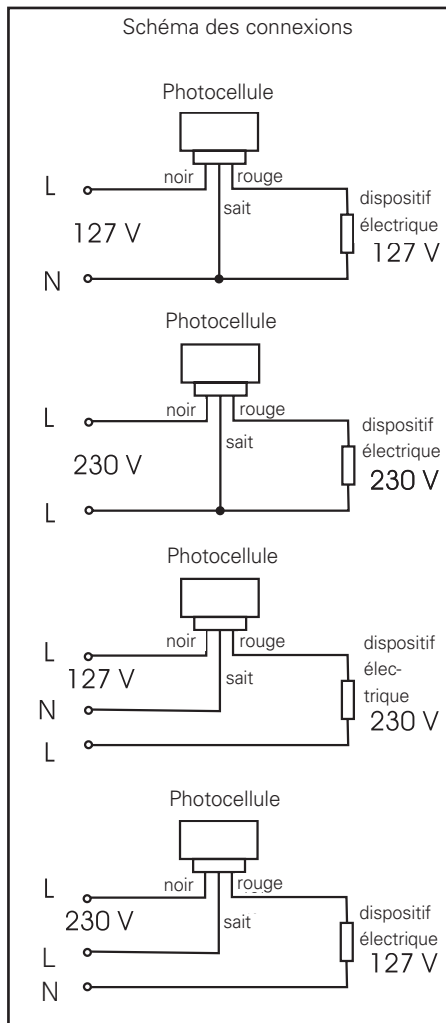 Schéma des connexions
Photocellule
noir
rouge
L
sait
127 V
dispositif
électrique
127 V
N
Photocellule
noir
rouge
L
sait
230 V
dispositif
électrique
230 V
L
Photocellule
noir
rouge
L
127 V
sait
dispositif
élec-
trique
230 V
N
L
Photocellule
noir
rouge
L
230 V
sait
dispositif
électrique
127 V
L
N